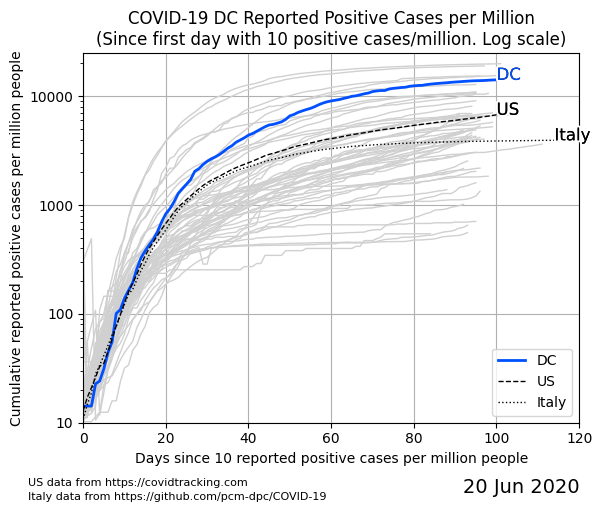 COVID-19 DC Reported Positive Cases per Million
(Since first day with 10 positive cases/million. Log scale)
Cumulative reported positive cases per million people
10000
1000
100
10
DC
US
Italy
DC
US
Italy
0 20 40 60 80 100 120
Days since 10 reported positive cases per million people
US data from https://covidtracking.com
Italy data from https://github.com/pcm-dpc/COVID-19
20 Jun 2020